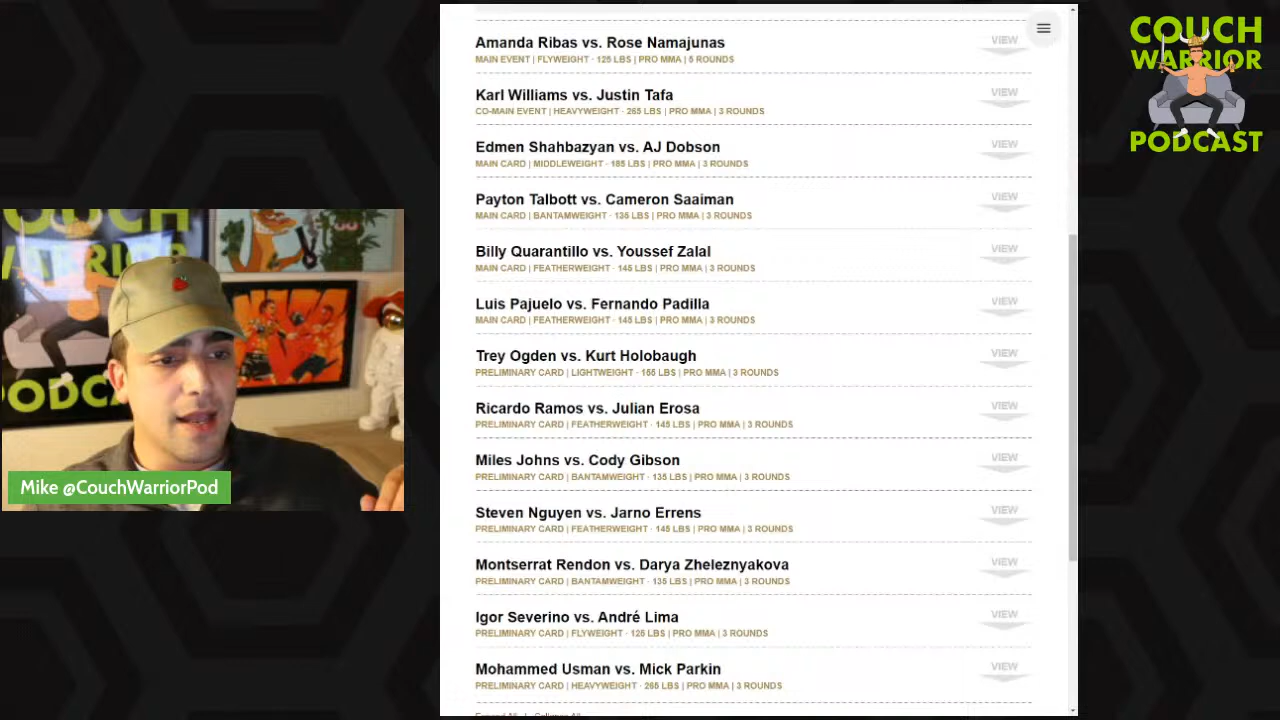 COUCH
WARRIOR
PODCAST
Amanda Ribas vs. Rose Namajunas
VIEW
MAIN EVENT | FLYWEIGHT · 125 LBS | PRO MMA | 5 ROUNDS
Karl Williams vs. Justin Tafa
VIEW
CO-MAIN EVENT | HEAVYWEIGHT · 265 LBS | PRO MMA | 3 ROUNDS
Edmen Shahbazyan vs. AJ Dobson
VIEW
MAIN CARD | MIDDLEWEIGHT · 185 LBS | PRO MMA | 3 ROUNDS
Payton Talbott vs. Cameron Saaiman
VIEW
MAIN CARD | BANTAMWEIGHT · 135 LBS | PRO MMA | 3 ROUNDS
Billy Quarantillo vs. Youssef Zalal
VIEW
MAIN CARD | FEATHERWEIGHT · 145 LBS | PRO MMA | 3 ROUNDS
Luis Pajuelo vs. Fernando Padilla
VIEW
MAIN CARD | FEATHERWEIGHT · 145 LBS | PRO MMA | 3 ROUNDS
Trey Ogden vs. Kurt Holobaugh
VIEW
PRELIMINARY CARD | LIGHTWEIGHT · 155 LBS | PRO MMA | 3 ROUNDS
Ricardo Ramos vs. Julian Erosa
VIEW
PRELIMINARY CARD | FEATHERWEIGHT · 145 LBS | PRO MMA | 3 ROUNDS
Miles Johns vs. Cody Gibson
VIEW
PRELIMINARY CARD | BANTAMWEIGHT · 135 LBS | PRO MMA | 3 ROUNDS
Steven Nguyen vs. Jarno Errens
VIEW
PRELIMINARY CARD | FEATHERWEIGHT · 145 LBS | PRO MMA | 3 ROUNDS
Montserrat Rendon vs. Darya Zheleznyakova
VIEW
PRELIMINARY CARD | BANTAMWEIGHT · 135 LBS | PRO MMA | 3 ROUNDS
Igor Severino vs. André Lima
VIEW
PRELIMINARY CARD | FLYWEIGHT · 125 LBS | PRO MMA | 3 ROUNDS
Mohammed Usman vs. Mick Parkin
VIEW
PRELIMINARY CARD | HEAVYWEIGHT · 265 LBS | PRO MMA | 3 ROUNDS
Mike @CouchWarriorPod